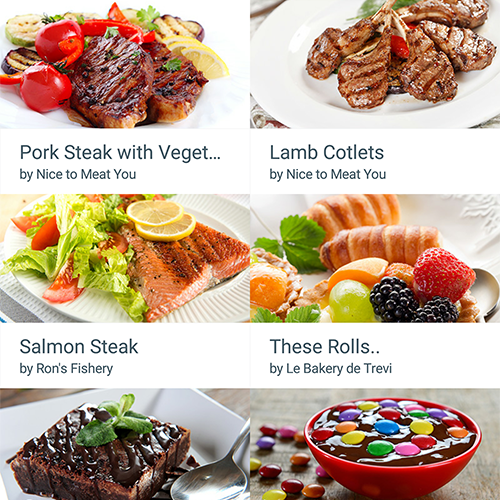 Pork Steak with Veget...
by Nice to Meat You
Lamb Cotlets
by Nice to Meat You
Salmon Steak
by Ron's Fishery
These Rolls..
by Le Bakery de Trevi